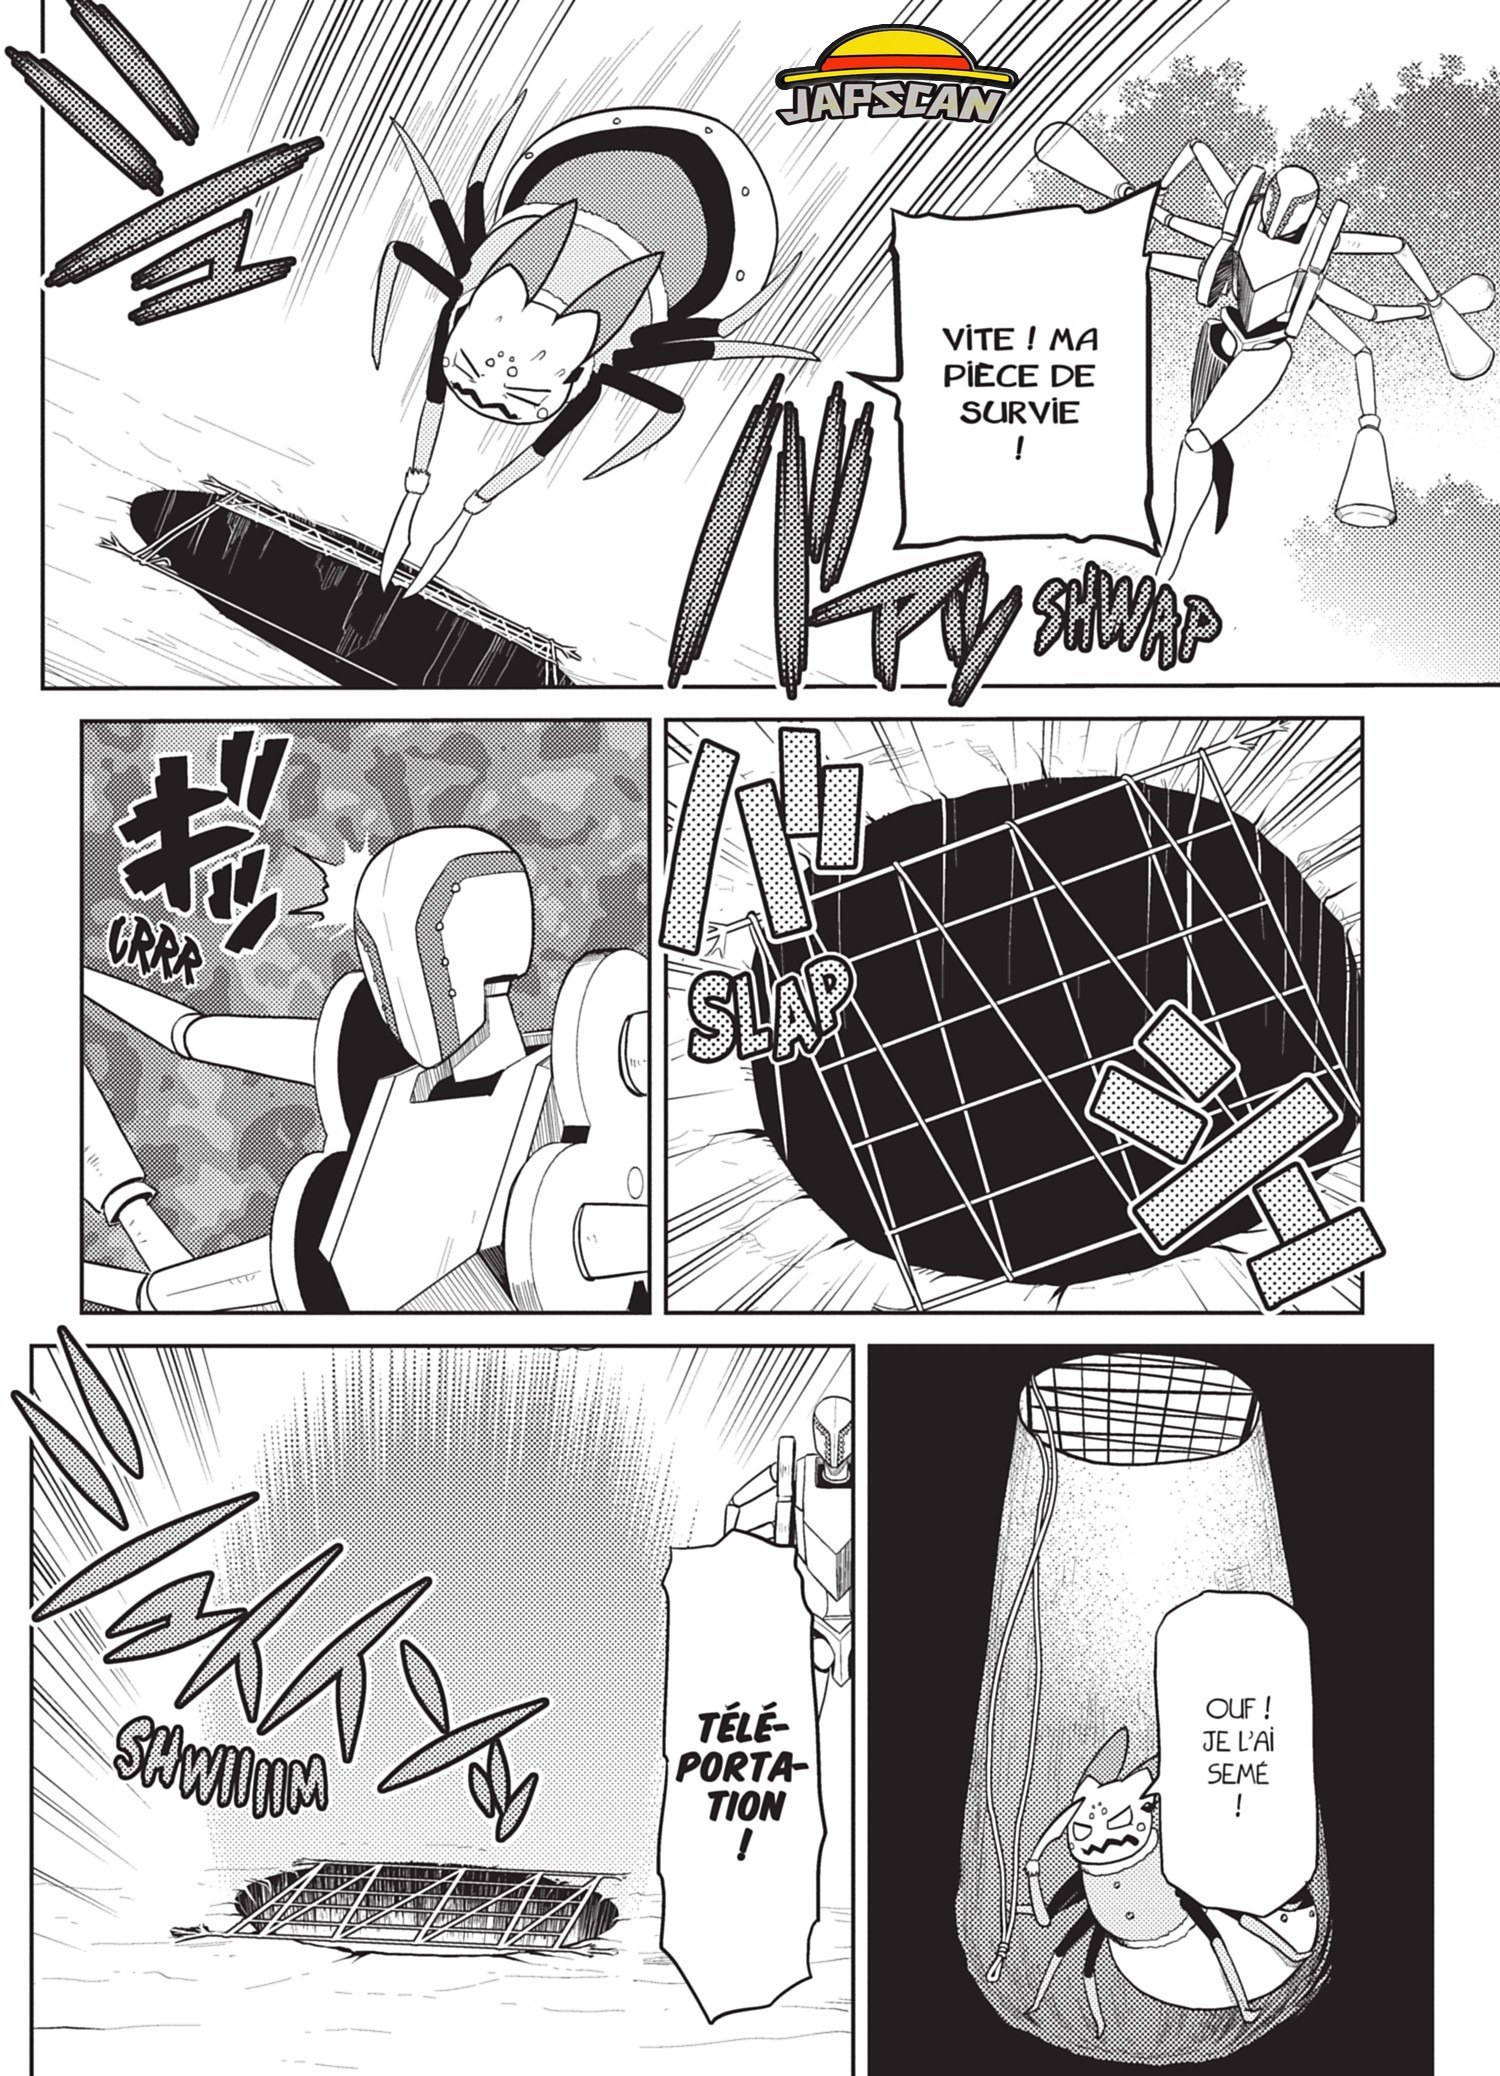 JAPSCAN
VITE ! MA
PIÈCE DE
SURVIE
!
SHWAP
SLAP
CRRR
OUF !
JE L'AI
SEMÉ
!
TÉLÉ-
PORTA-
TION
!
SHWIIIIM